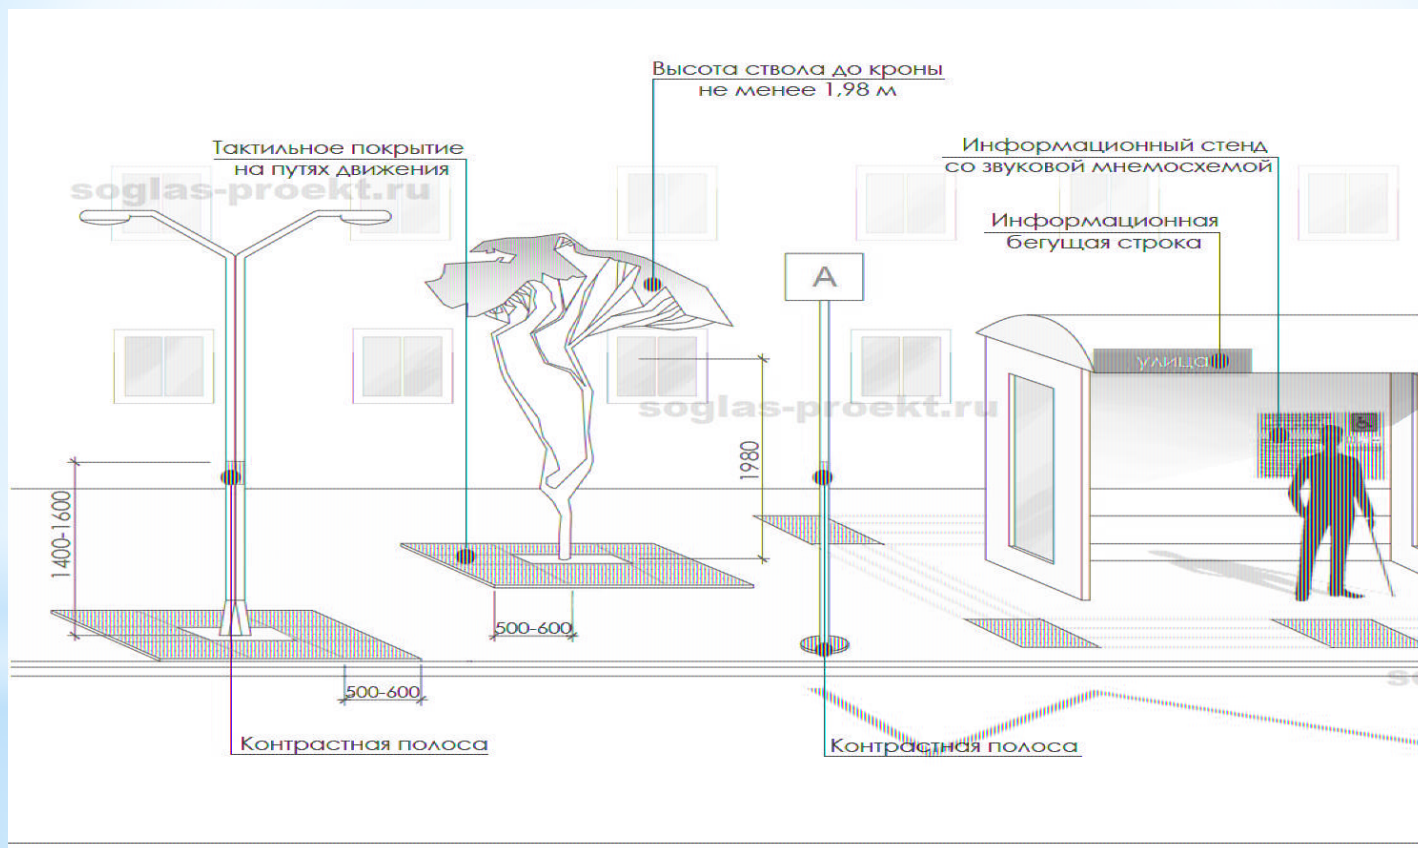 Высота ствола до кроны
не менее 1,98 м
Тактильное покрытие
на путях движения
Информационный стенд
со звуковой мнемосхемой
soglas-proekt.ru
Информационная
бегущая строка
А
улица
soglas-proekt.ru
1980
1400-1600
500-600
500-600
Контрастная полоса
Контрастная полоса